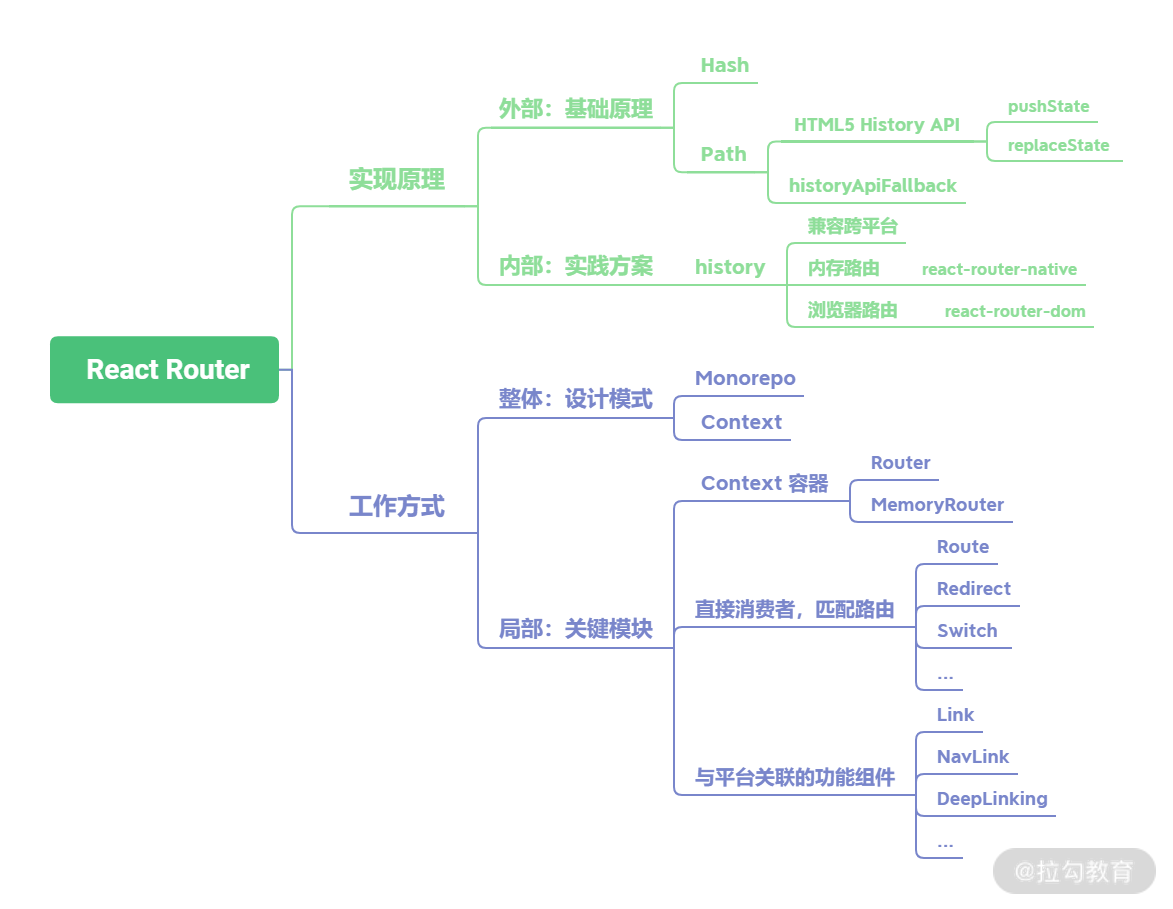 React Router
实现原理
外部：基础原理
Hash
Path
HTML5 History API
pushState
replaceState
historyApiFallback
内部：实践方案
history
兼容跨平台
内存路由
react-router-native
浏览器路由
react-router-dom
工作方式
整体：设计模式
Monorepo
Context
局部：关键模块
Context 容器
Router
MemoryRouter
直接消费者，匹配路由
Route
Redirect
Switch
...
与平台关联的功能组件
Link
NavLink
DeepLinking
...
@拉勾教育